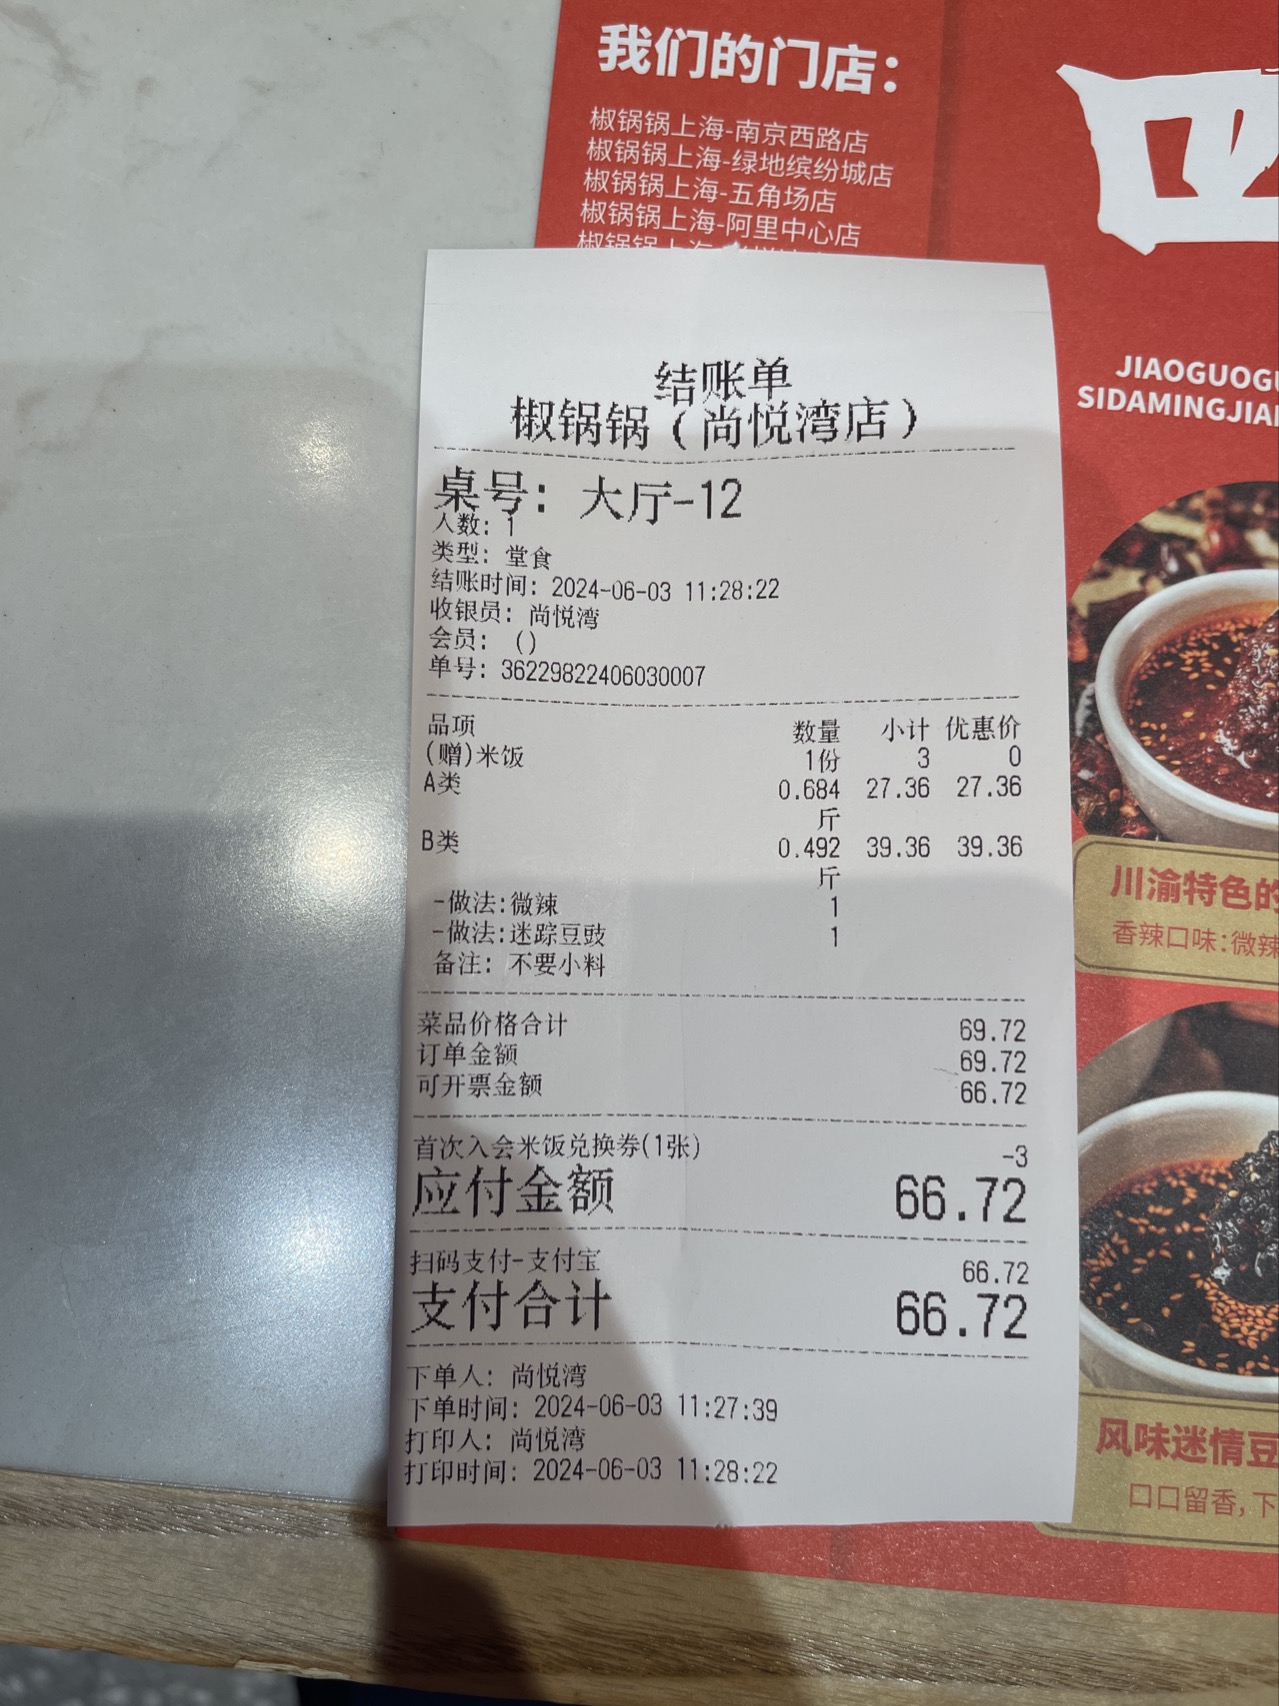 我们的门店：
椒锅锅上海-南京西路店
椒锅锅上海-绿地缤纷城店
椒锅锅上海-五角场店
椒锅锅上海-阿里中心店
椒锅锅上海
JIAOGUOGU
SIDAMINGJIAN
结账单
椒锅锅（尚悦湾店）
桌号： 大厅-12
人数： 1
类型： 堂食
结账时间： 2024-06-03 11:28:22
收银员： 尚悦湾
会员： ()
单号： 36229822406030007
品项 数量 小计 优惠价
(赠)米饭 1份 3 0
A类 0.684 27.36 27.36
斤
B类 0.492 39.36 39.36
斤
-做法:微辣 1
-做法:迷踪豆豉 1
备注： 不要小料
菜品价格合计 69.72
订单金额 69.72
可开票金额 66.72
首次入会米饭兑换券(1张) -3
应付金额 66.72
扫码支付-支付宝 66.72
支付合计 66.72
下单人： 尚悦湾
下单时间： 2024-06-03 11:27:39
打印人： 尚悦湾
打印时间： 2024-06-03 11:28:22
川渝特色的
香辣口味:微辣
风味迷情豆
口口留香,下